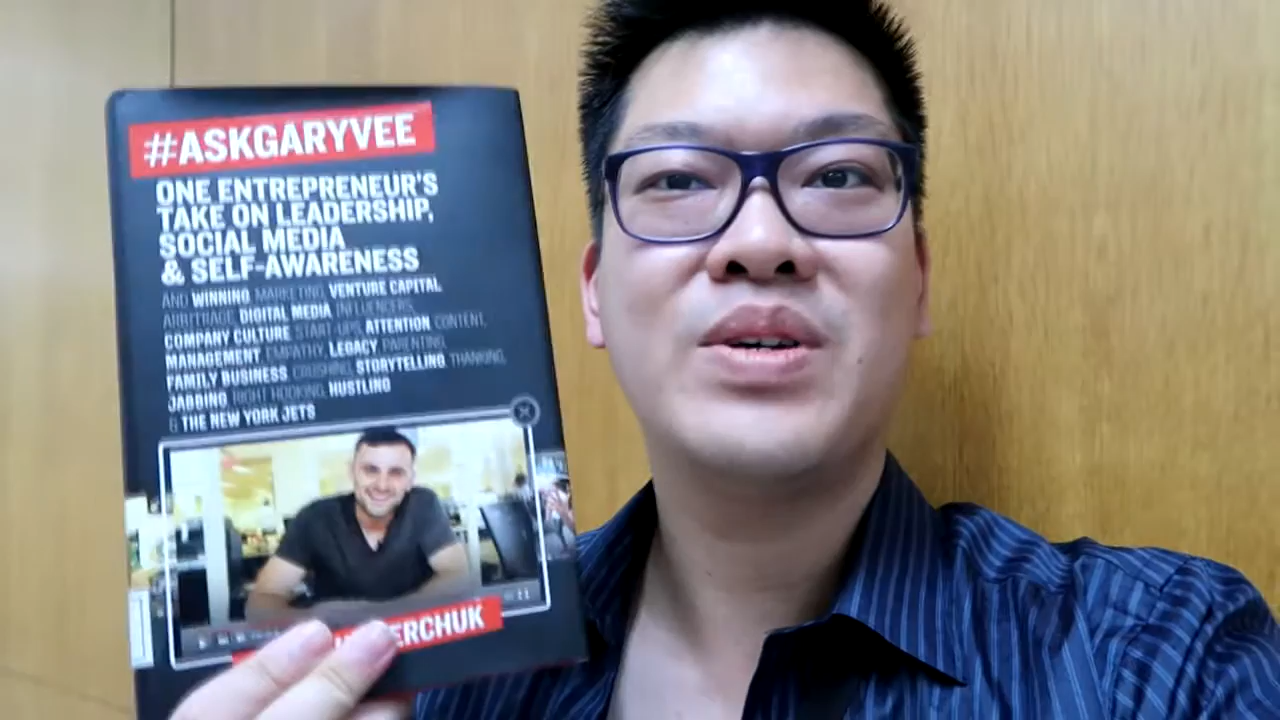 #ASKGARYVEE
ONE ENTREPRENEUR'S
TAKE ON LEADERSHIP,
SOCIAL MEDIA
& SELF-AWARENESS
AND WINNING, MARKETING, VENTURE CAPITAL,
ARBITRAGE, DIGITAL MEDIA, INFLUENCERS,
COMPANY CULTURE, START-UPS, ATTENTION, CONTENT,
MANAGEMENT, EMPATHY, LEGACY, PARENTING,
FAMILY BUSINESS, CRUSHING, STORYTELLING, THANKING,
JABBING, RIGHT HOOKING, HUSTLING
& THE NEW YORK JETS
ERCHUK